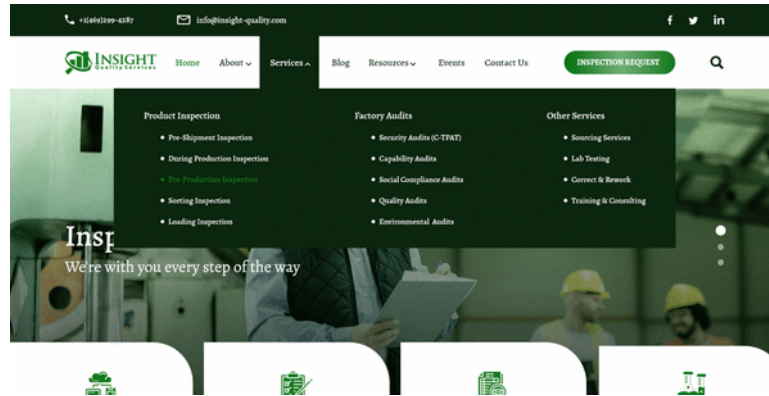 +1(469)299-4287
info@insight-quality.com
INSIGHT
Quality Services
Home
About
Services
Blog
Resources
Events
Contact Us
INSPECTION REQUEST
Product Inspection
Pre-Shipment Inspection
During Production Inspection
Pre-Production Inspection
Sorting Inspection
Loading Inspection
Factory Audits
Security Audits (C-TPAT)
Capability Audits
Social Compliance Audits
Quality Audits
Environmental Audits
Other Services
Sourcing Services
Lab Testing
Correct & Rework
Training & Consulting
Insp
We're with you every step of the way